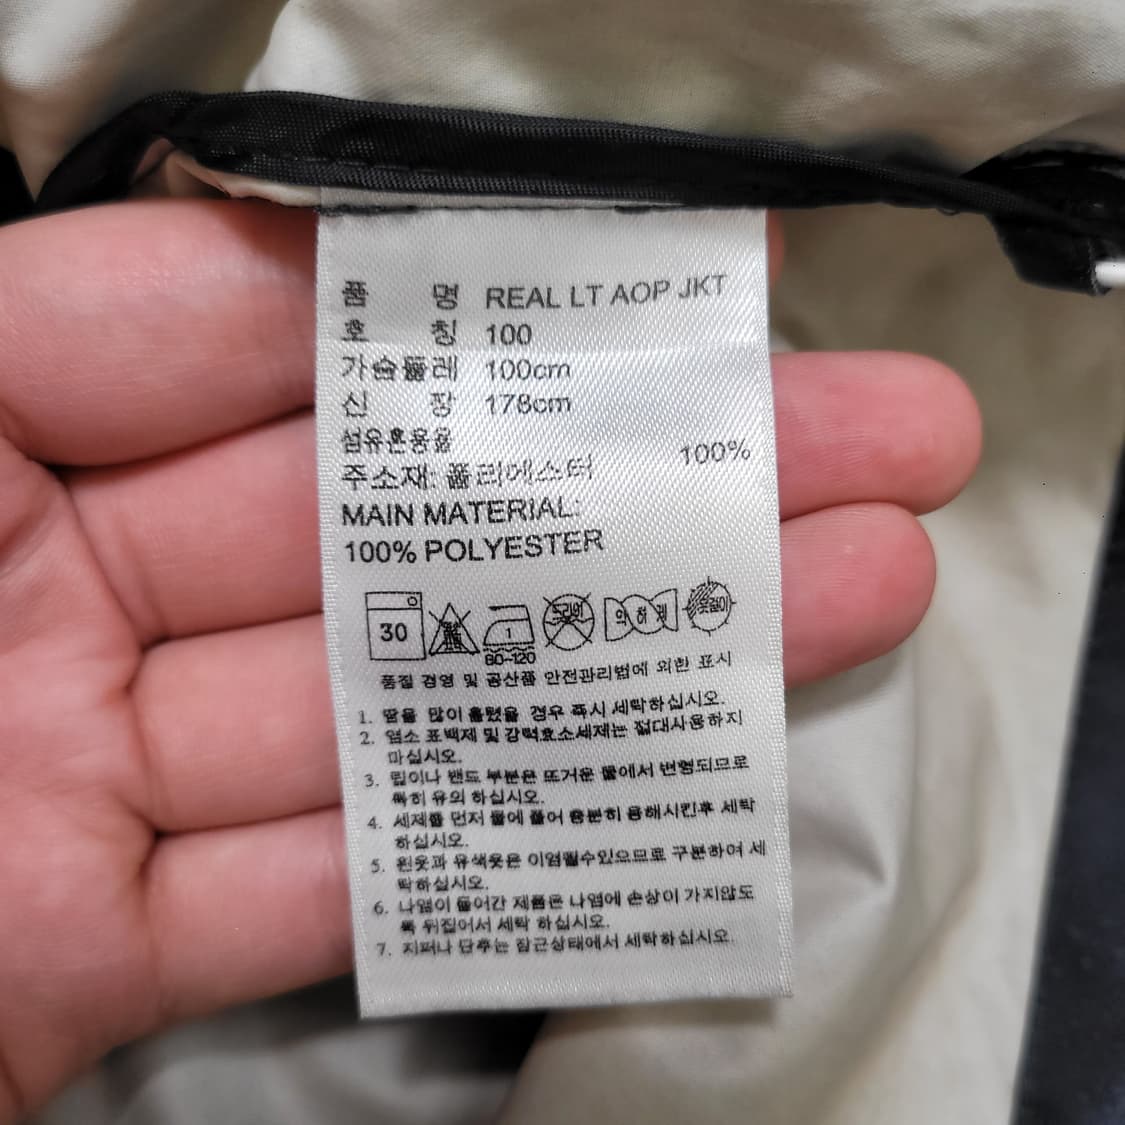 품 명 REAL LT AOP JKT
호 칭 100
가슴둘레 100cm
신 장 178cm
섬유혼용율
주소재: 폴리에스터 100%
MAIN MATERIAL:
100% POLYESTER
30 1 80~120 드라이 약하게 옷걸이
품질 경영 및 공산품 안전관리법에 의한 표시
1. 땀을 많이 흘렸을 경우 즉시 세탁하십시오.
2. 염소 표백제 및 강력효소세제는 절대사용하지
마십시오.
3. 립이나 밴드 부분은 뜨거운 물에서 변형되므로
특히 유의 하십시오.
4. 세제를 먼저 물에 풀어 충분히 용해시킨후 세탁
하십시오.
5. 흰옷과 유색옷은 이염될수있으므로 구분하여 세
탁하십시오.
6. 나염이 들어간 제품은 나염에 손상이 가지않도
록 뒤집어서 세탁 하십시오.
7. 지퍼나 단추는 잠근상태에서 세탁하십시오.